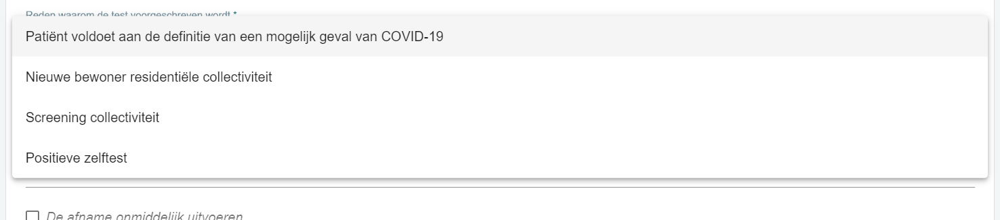 Reden waarom de test voorgeschreven wordt *
Patiënt voldoet aan de definitie van een mogelijk geval van COVID-19
Nieuwe bewoner residentiële collectiviteit
Screening collectiviteit
Positieve zelftest
De afname onmiddelijk uitvoeren